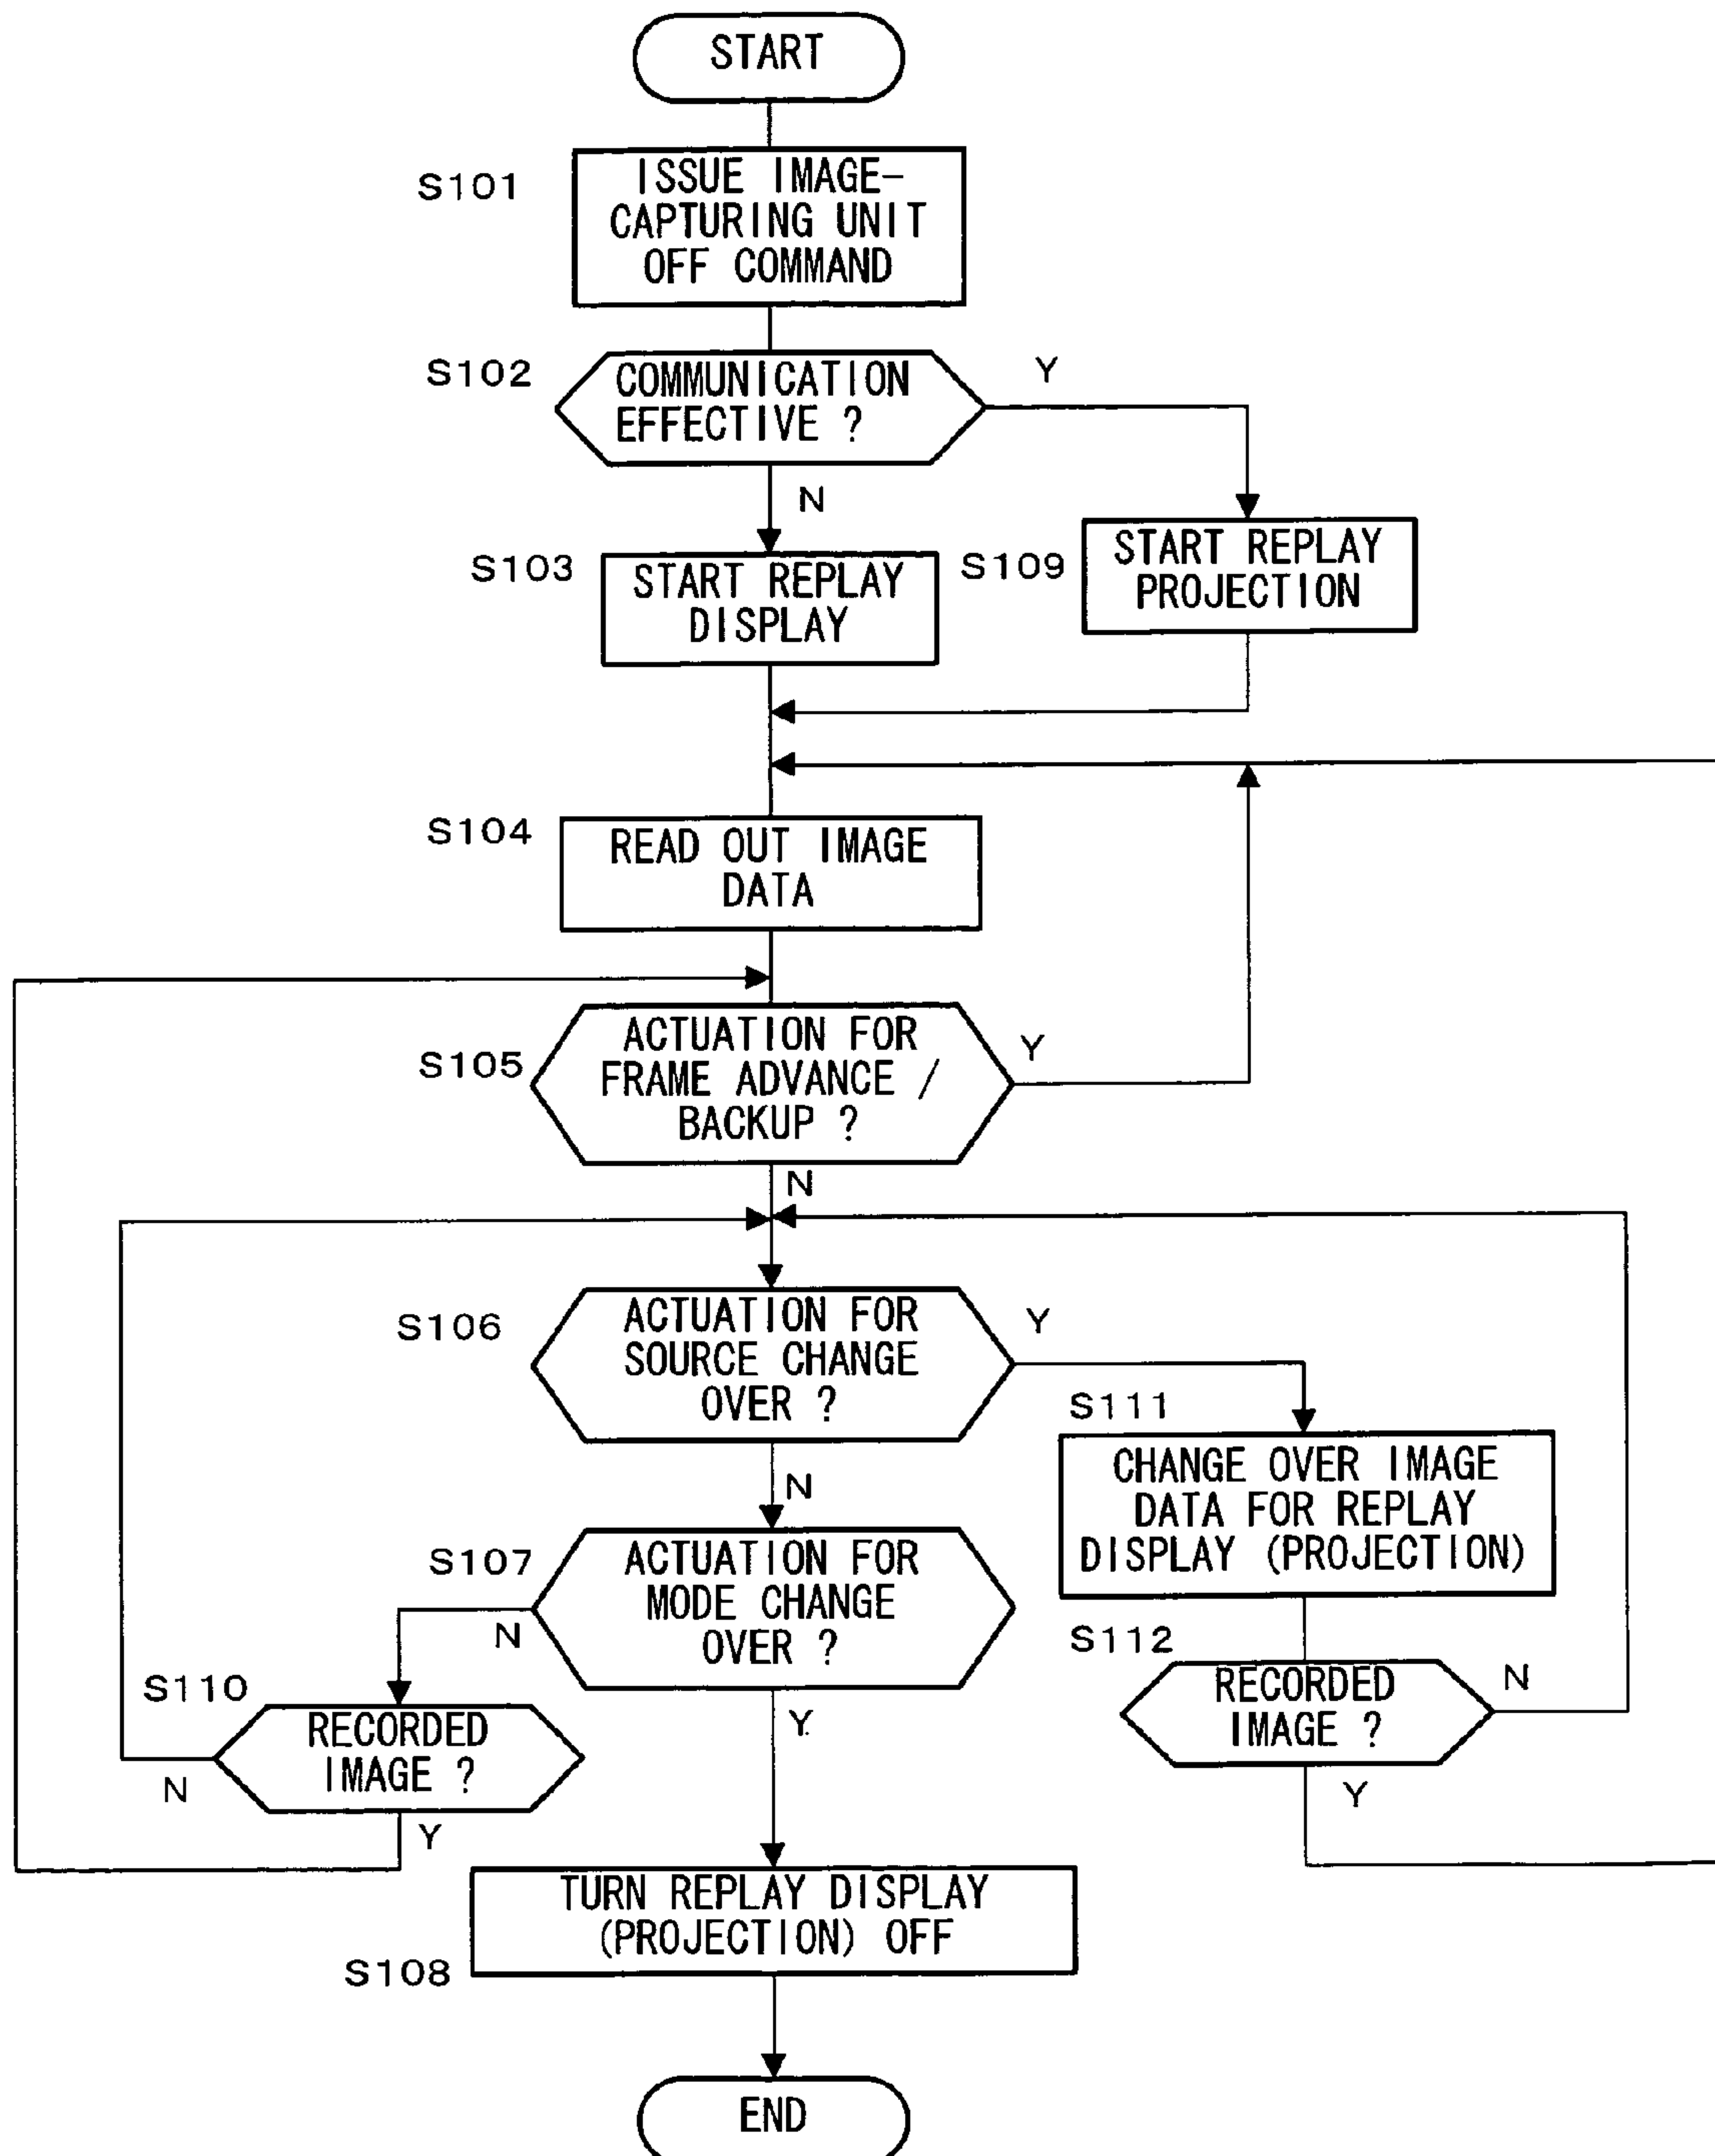 START
S101
ISSUE IMAGE-
CAPTURING UNIT
OFF COMMAND
S102
COMMUNICATION
EFFECTIVE ?
Y
N
S103
START REPLAY
DISPLAY
S109
START REPLAY
PROJECTION
S104
READ OUT IMAGE
DATA
S105
ACTUATION FOR
FRAME ADVANCE /
BACKUP ?
Y
N
S106
ACTUATION FOR
SOURCE CHANGE
OVER ?
Y
N
S111
CHANGE OVER IMAGE
DATA FOR REPLAY
DISPLAY (PROJECTION)
S107
ACTUATION FOR
MODE CHANGE
OVER ?
N
Y
S112
RECORDED
IMAGE ?
N
Y
S110
RECORDED
IMAGE ?
N
Y
TURN REPLAY DISPLAY
(PROJECTION) OFF
S108
END